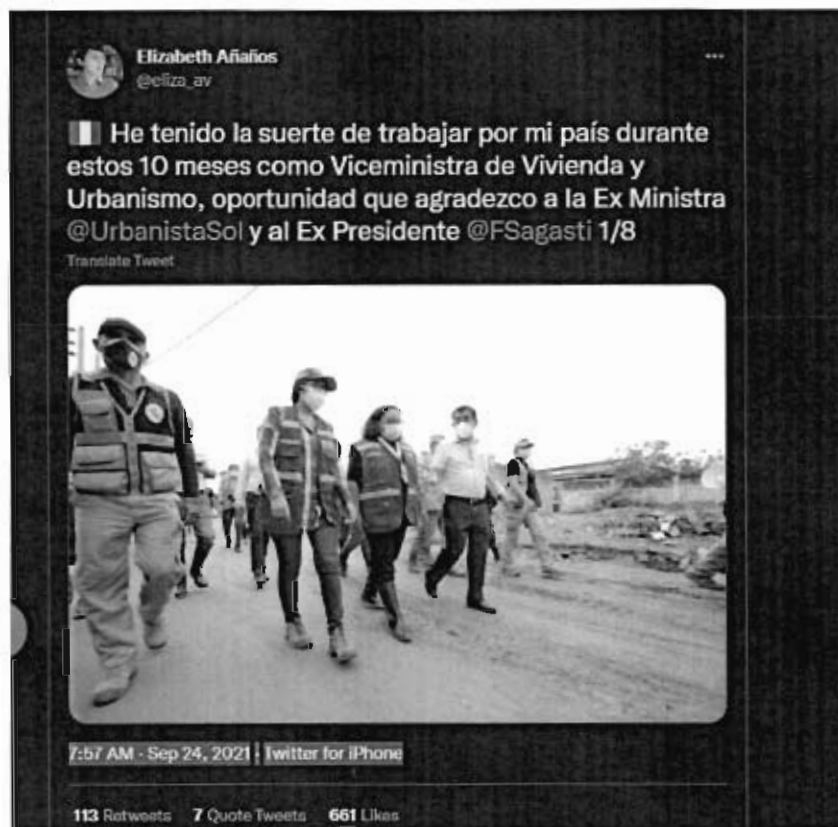 Elizabeth Añaños
@eliza_av
He tenido la suerte de trabajar por mi país durante
estos 10 meses como Viceministra de Vivienda y
Urbanismo, oportunidad que agradezco a la Ex Ministra
@UrbanistaSol y al Ex Presidente @FSagasti 1/8
Translate Tweet
7:57 AM · Sep 24, 2021 · Twitter for iPhone
113 Retweets 7 Quote Tweets 661 Likes